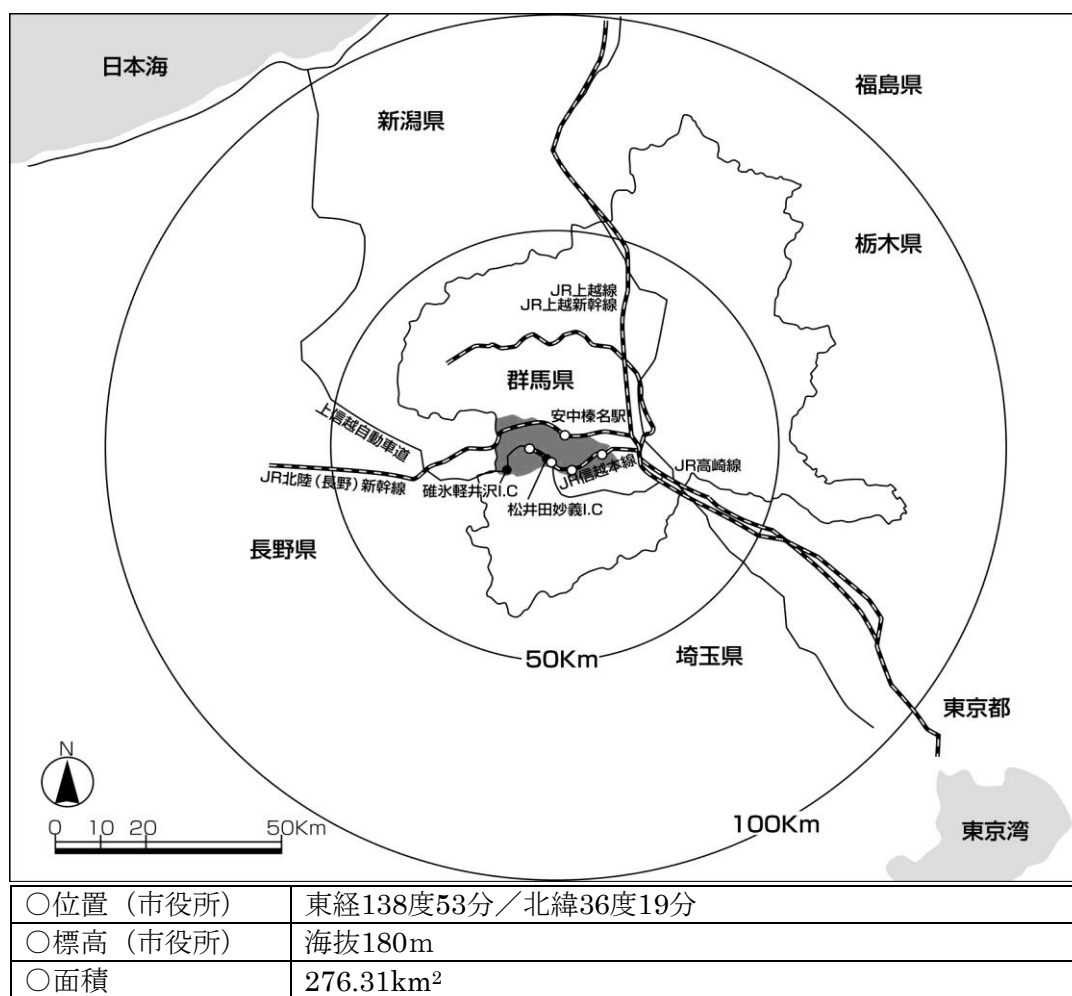 日本海
福島県
新潟県
栃木県
JR上越線
JR上越新幹線
群馬県
安中榛名駅
上信越自動車道
JR高崎線
JR信越本線
JR北陸(長野)新幹線
碓氷軽井沢I.C
松井田妙義I.C
長野県
50Km
埼玉県
東京都
N
0 10 20 50Km
100Km
東京湾
○位置(市役所) 東経138度53分／北緯36度19分
○標高(市役所) 海抜180m
○面積 276.31km²